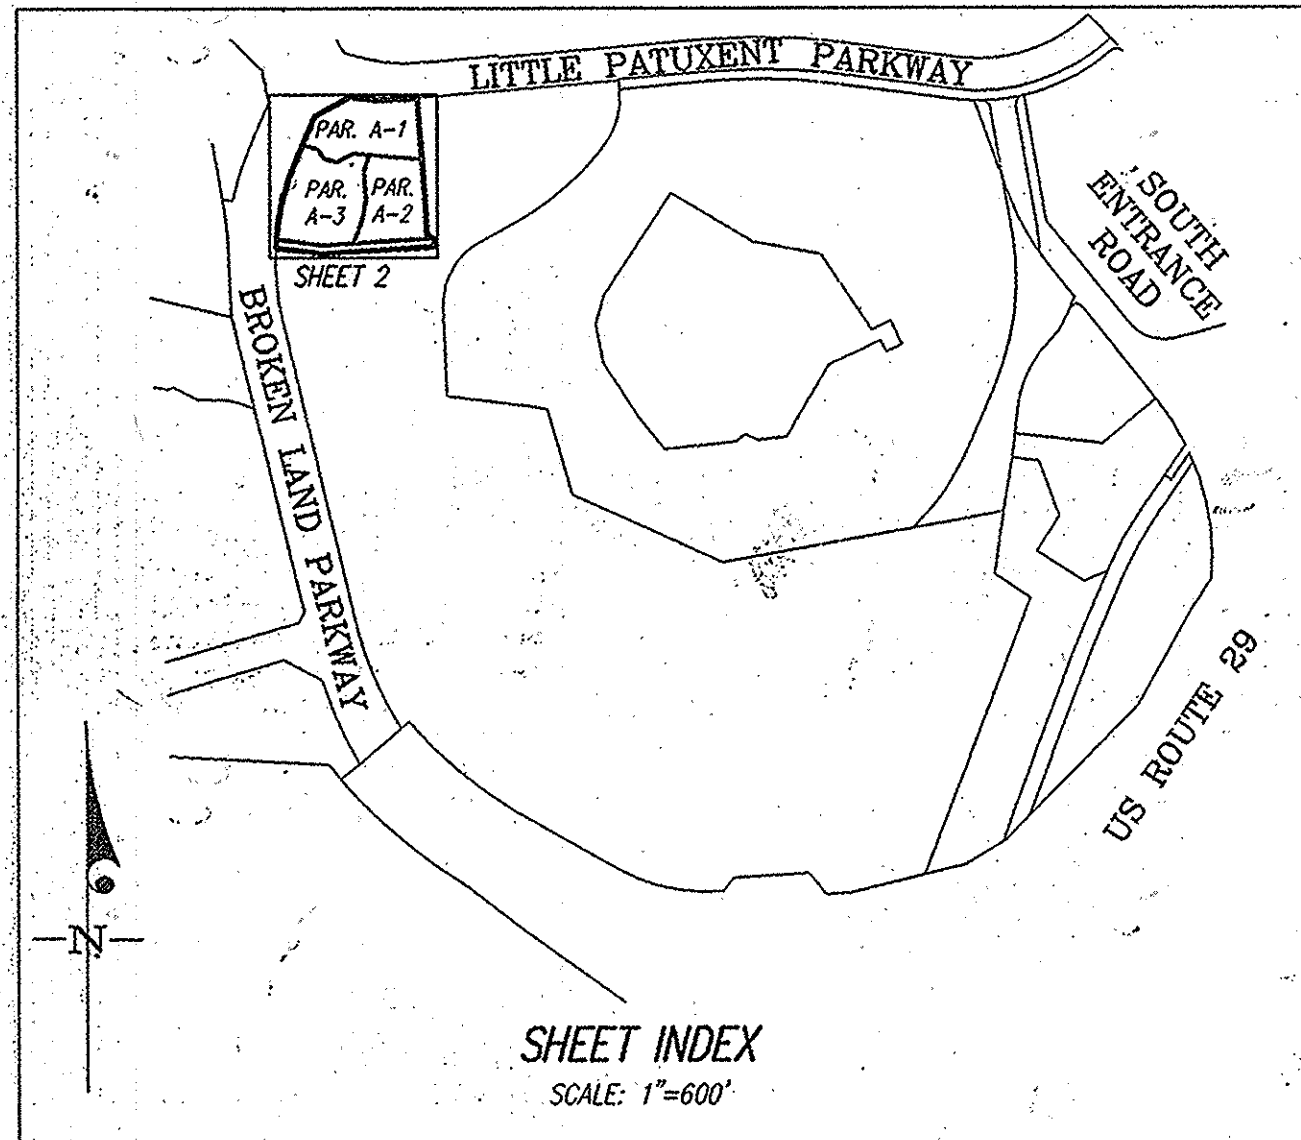 LITTLE PATUXENT PARKWAY
PAR. A-1
PAR.
A-3
PAR.
A-2
SHEET 2
SOUTH
ENTRANCE
ROAD
BROKEN LAND PARKWAY
US ROUTE 29
N
SHEET INDEX
SCALE: 1"=600'